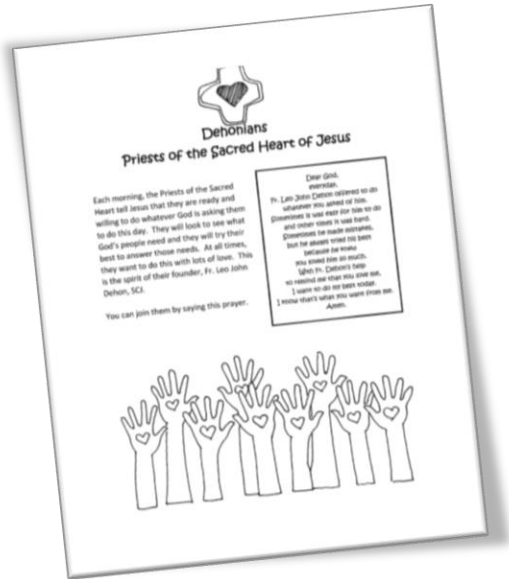 Dehonians
Priests of the Sacred Heart of Jesus
Each morning, the Priests of the Sacred
Heart tell Jesus that they are ready and
willing to do whatever God is asking them
to do this day. They will look to see what
God's people need and they will try their
best to answer those needs. At all times,
they want to do this with lots of love. This
is the spirit of their founder, Fr. Leo John
Dehon, SCJ.
You can join them by saying this prayer.
Dear God,
everyday,
Fr. Leo John Dehon offered to do
whatever you asked of him.
Sometimes it was easy for him to do
and other times it was hard.
Sometimes he made mistakes,
but he always tried his best
because he knew
you loved him so much.
With Fr. Dehon's help
to remind me that you love me,
I want to do my best today.
I know that's what you want from me.
Amen.